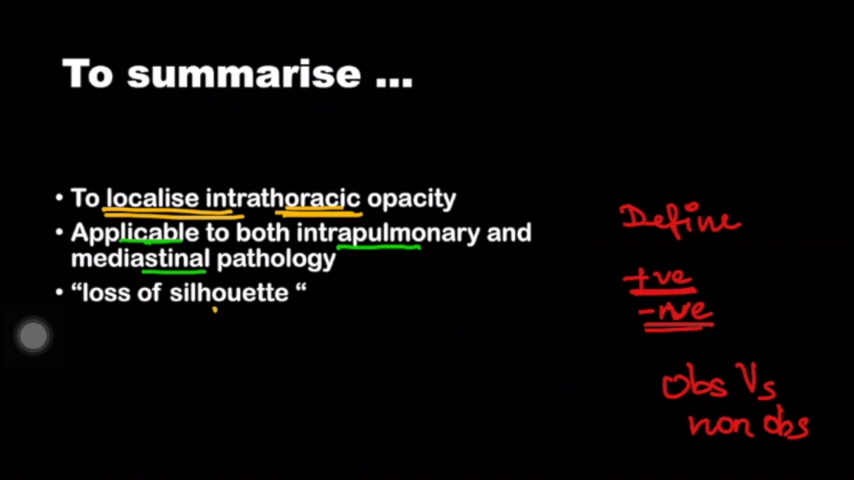 To summarise ...
• To localise intrathoracic opacity
• Applicable to both intrapulmonary and
mediastinal pathology
• “loss of silhouette “
Define
+ve
-nve
Obs Vs
non obs